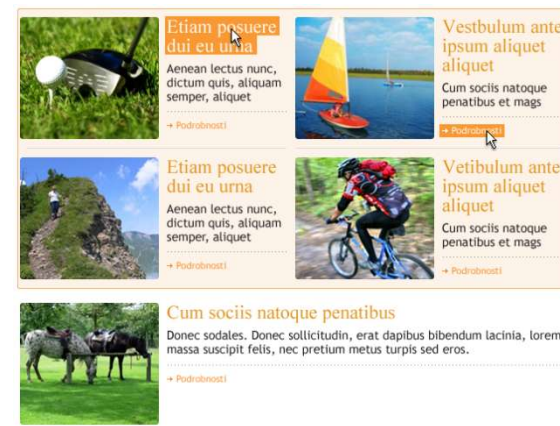 Etiam posuere
dui eu urna
Aenean lectus nunc,
dictum quis, aliquam
semper, aliquet
→ Podrobnosti
Vestbulum ante
ipsum aliquet
aliquet
Cum sociis natoque
penatibus et mags
→ Podrobnosti
Etiam posuere
dui eu urna
Aenean lectus nunc,
dictum quis, aliquam
semper, aliquet
→ Podrobnosti
Vetibulum ante
ipsum aliquet
aliquet
Cum sociis natoque
penatibus et mags
→ Podrobnosti
Cum sociis natoque penatibus
Donec sodales. Donec sollicitudin, erat dapibus bibendum lacinia, lorem
massa suscipit felis, nec pretium metus turpis sed eros.
→ Podrobnosti